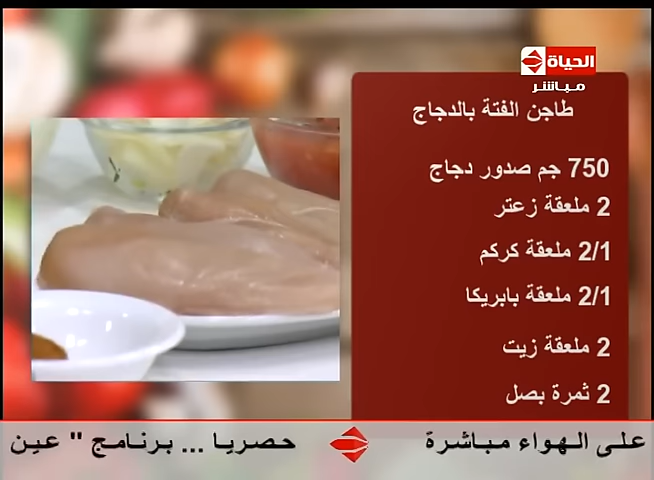 الحياة
مباشر
طاجن الفتة بالدجاج
750 جم صدور دجاج
2 ملعقة زعتر
2/1 ملعقة كركم
2/1 ملعقة بابريكا
2 ملعقة زيت
2 ثمرة بصل
على الهواء مباشرة حصريا ... برنامج " عين